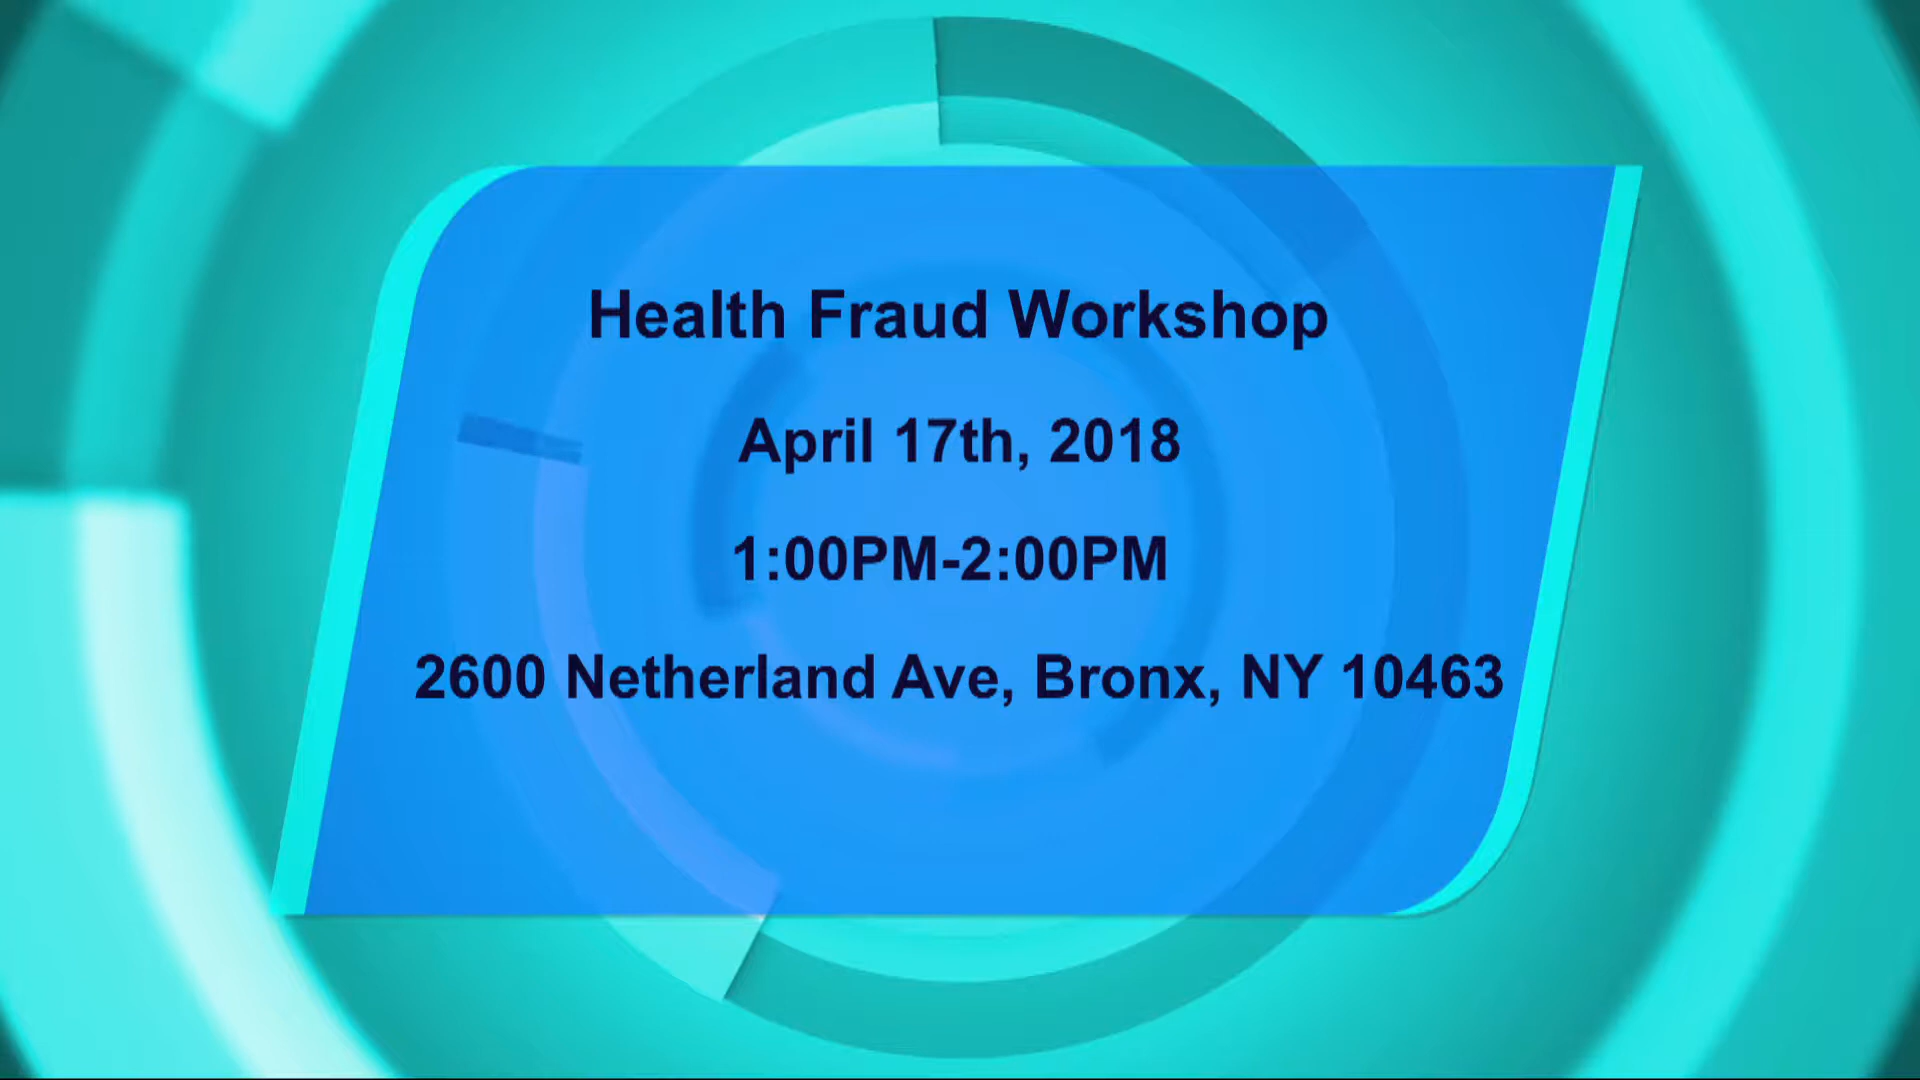 Health Fraud Workshop
April 17th, 2018
1:00PM-2:00PM
2600 Netherland Ave, Bronx, NY 10463